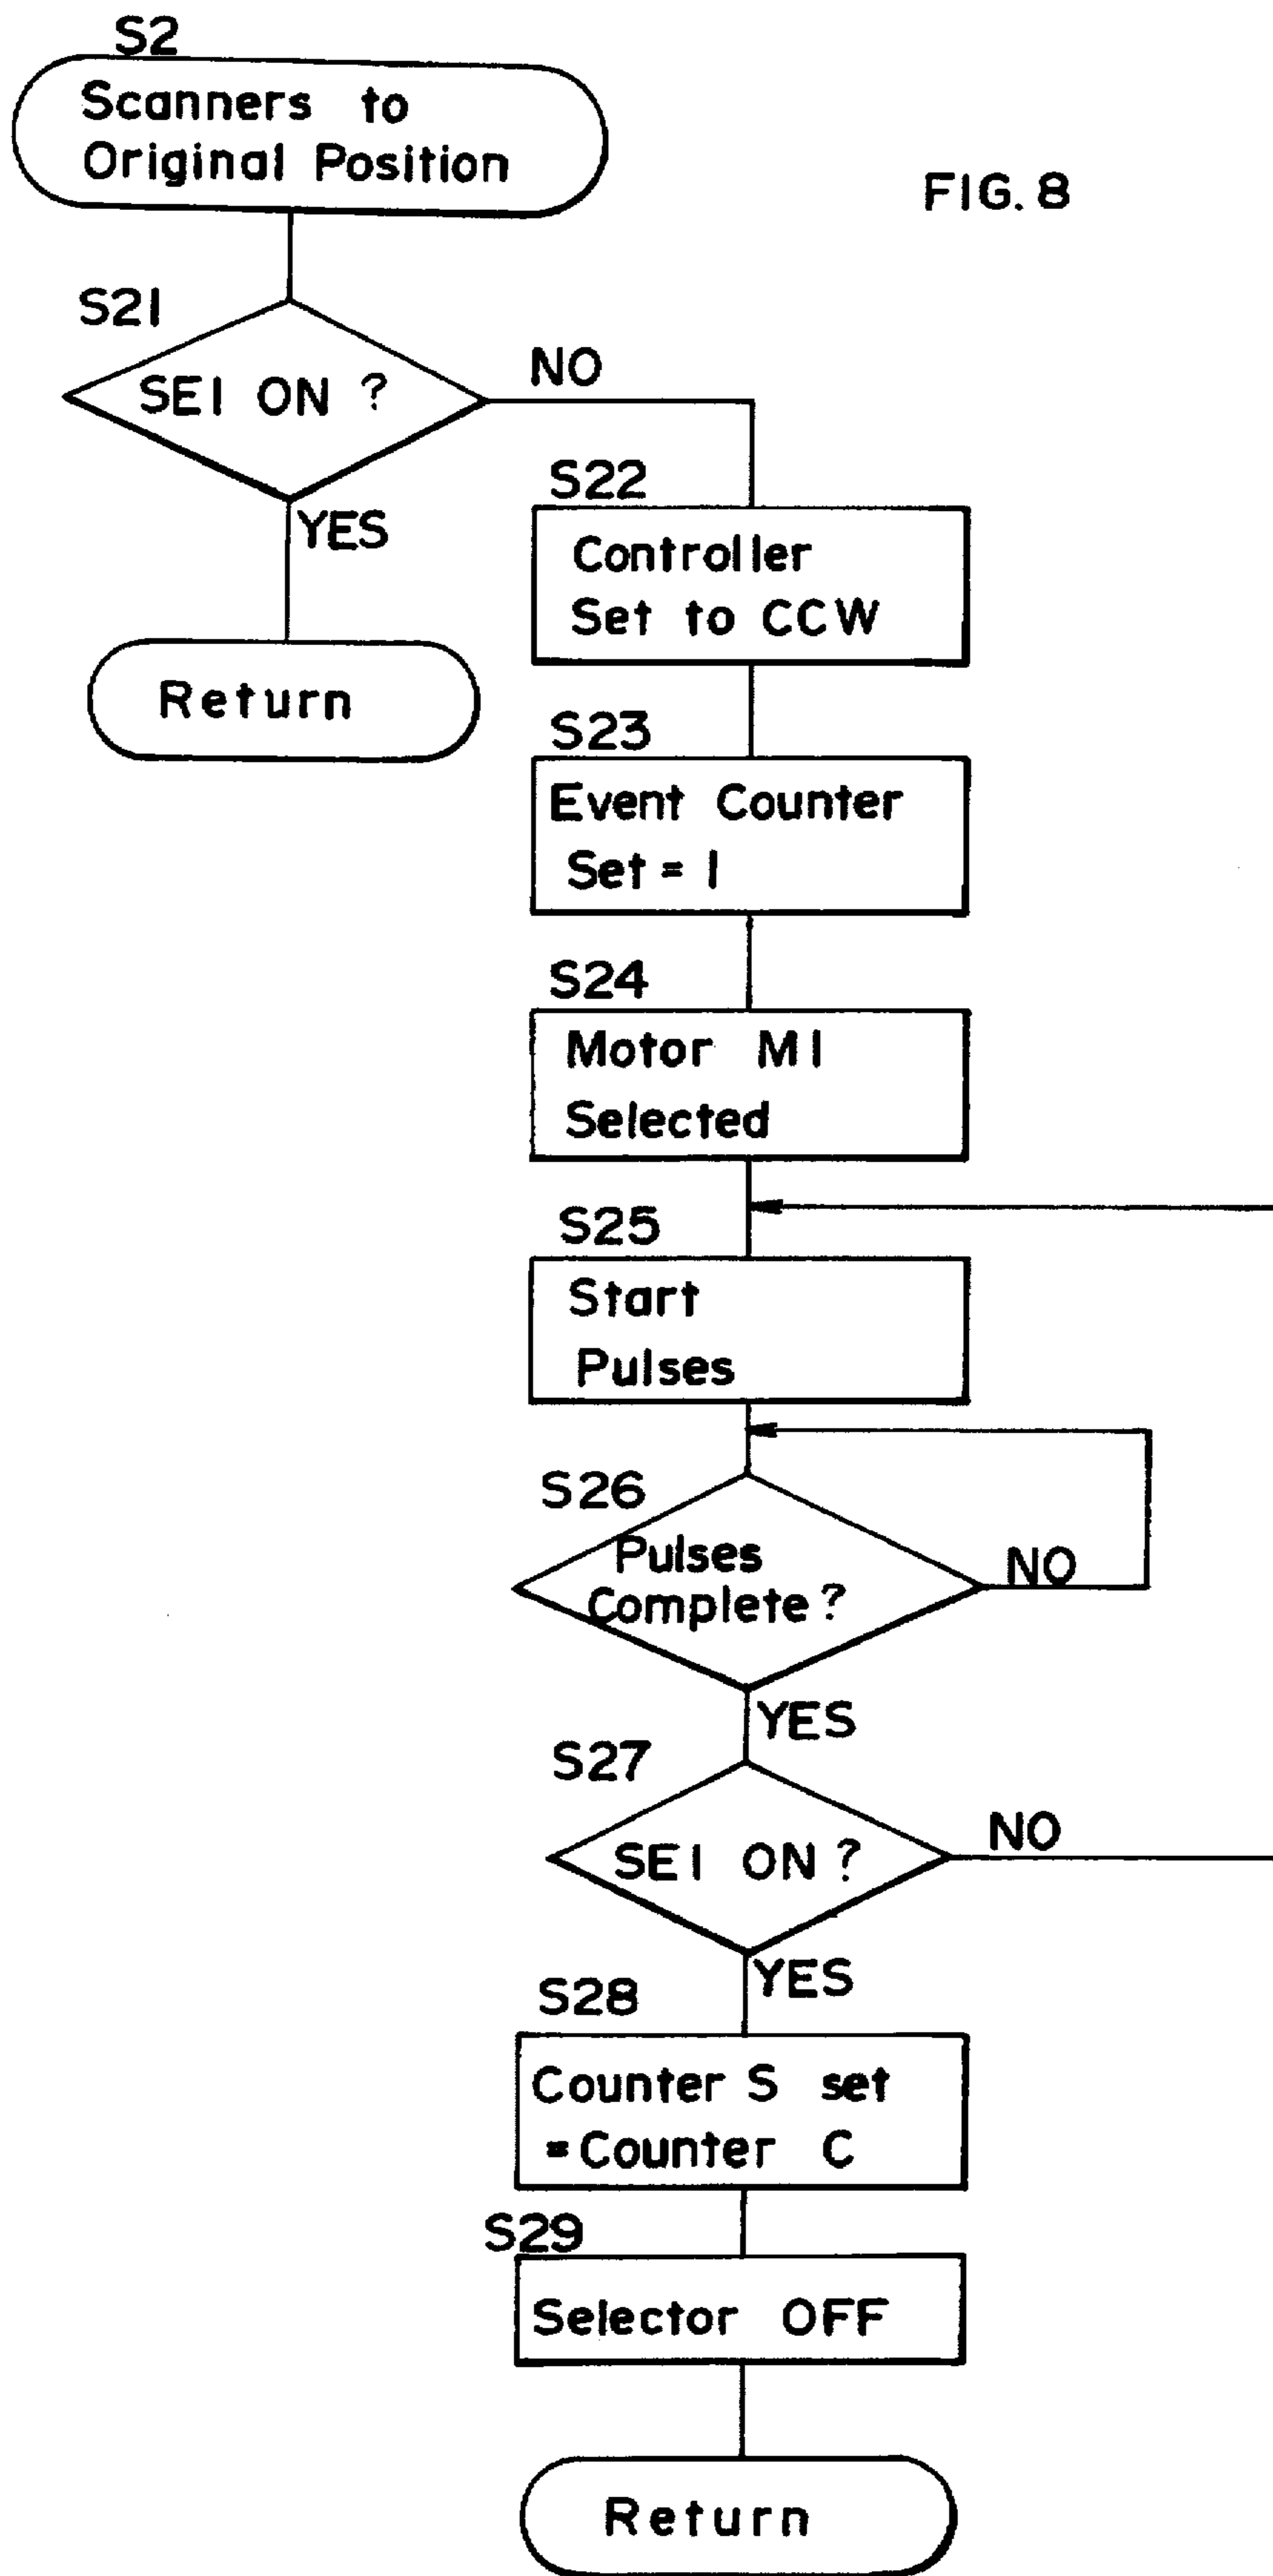 S2
Scanners to
Original Position
FIG. 8
S21
SE1 ON ?
NO
YES
Return
S22
Controller
Set to CCW
S23
Event Counter
Set = 1
S24
Motor M1
Selected
S25
Start
Pulses
S26
Pulses
Complete ?
NO
YES
S27
SE1 ON ?
NO
YES
S28
Counter S set
= Counter C
S29
Selector OFF
Return